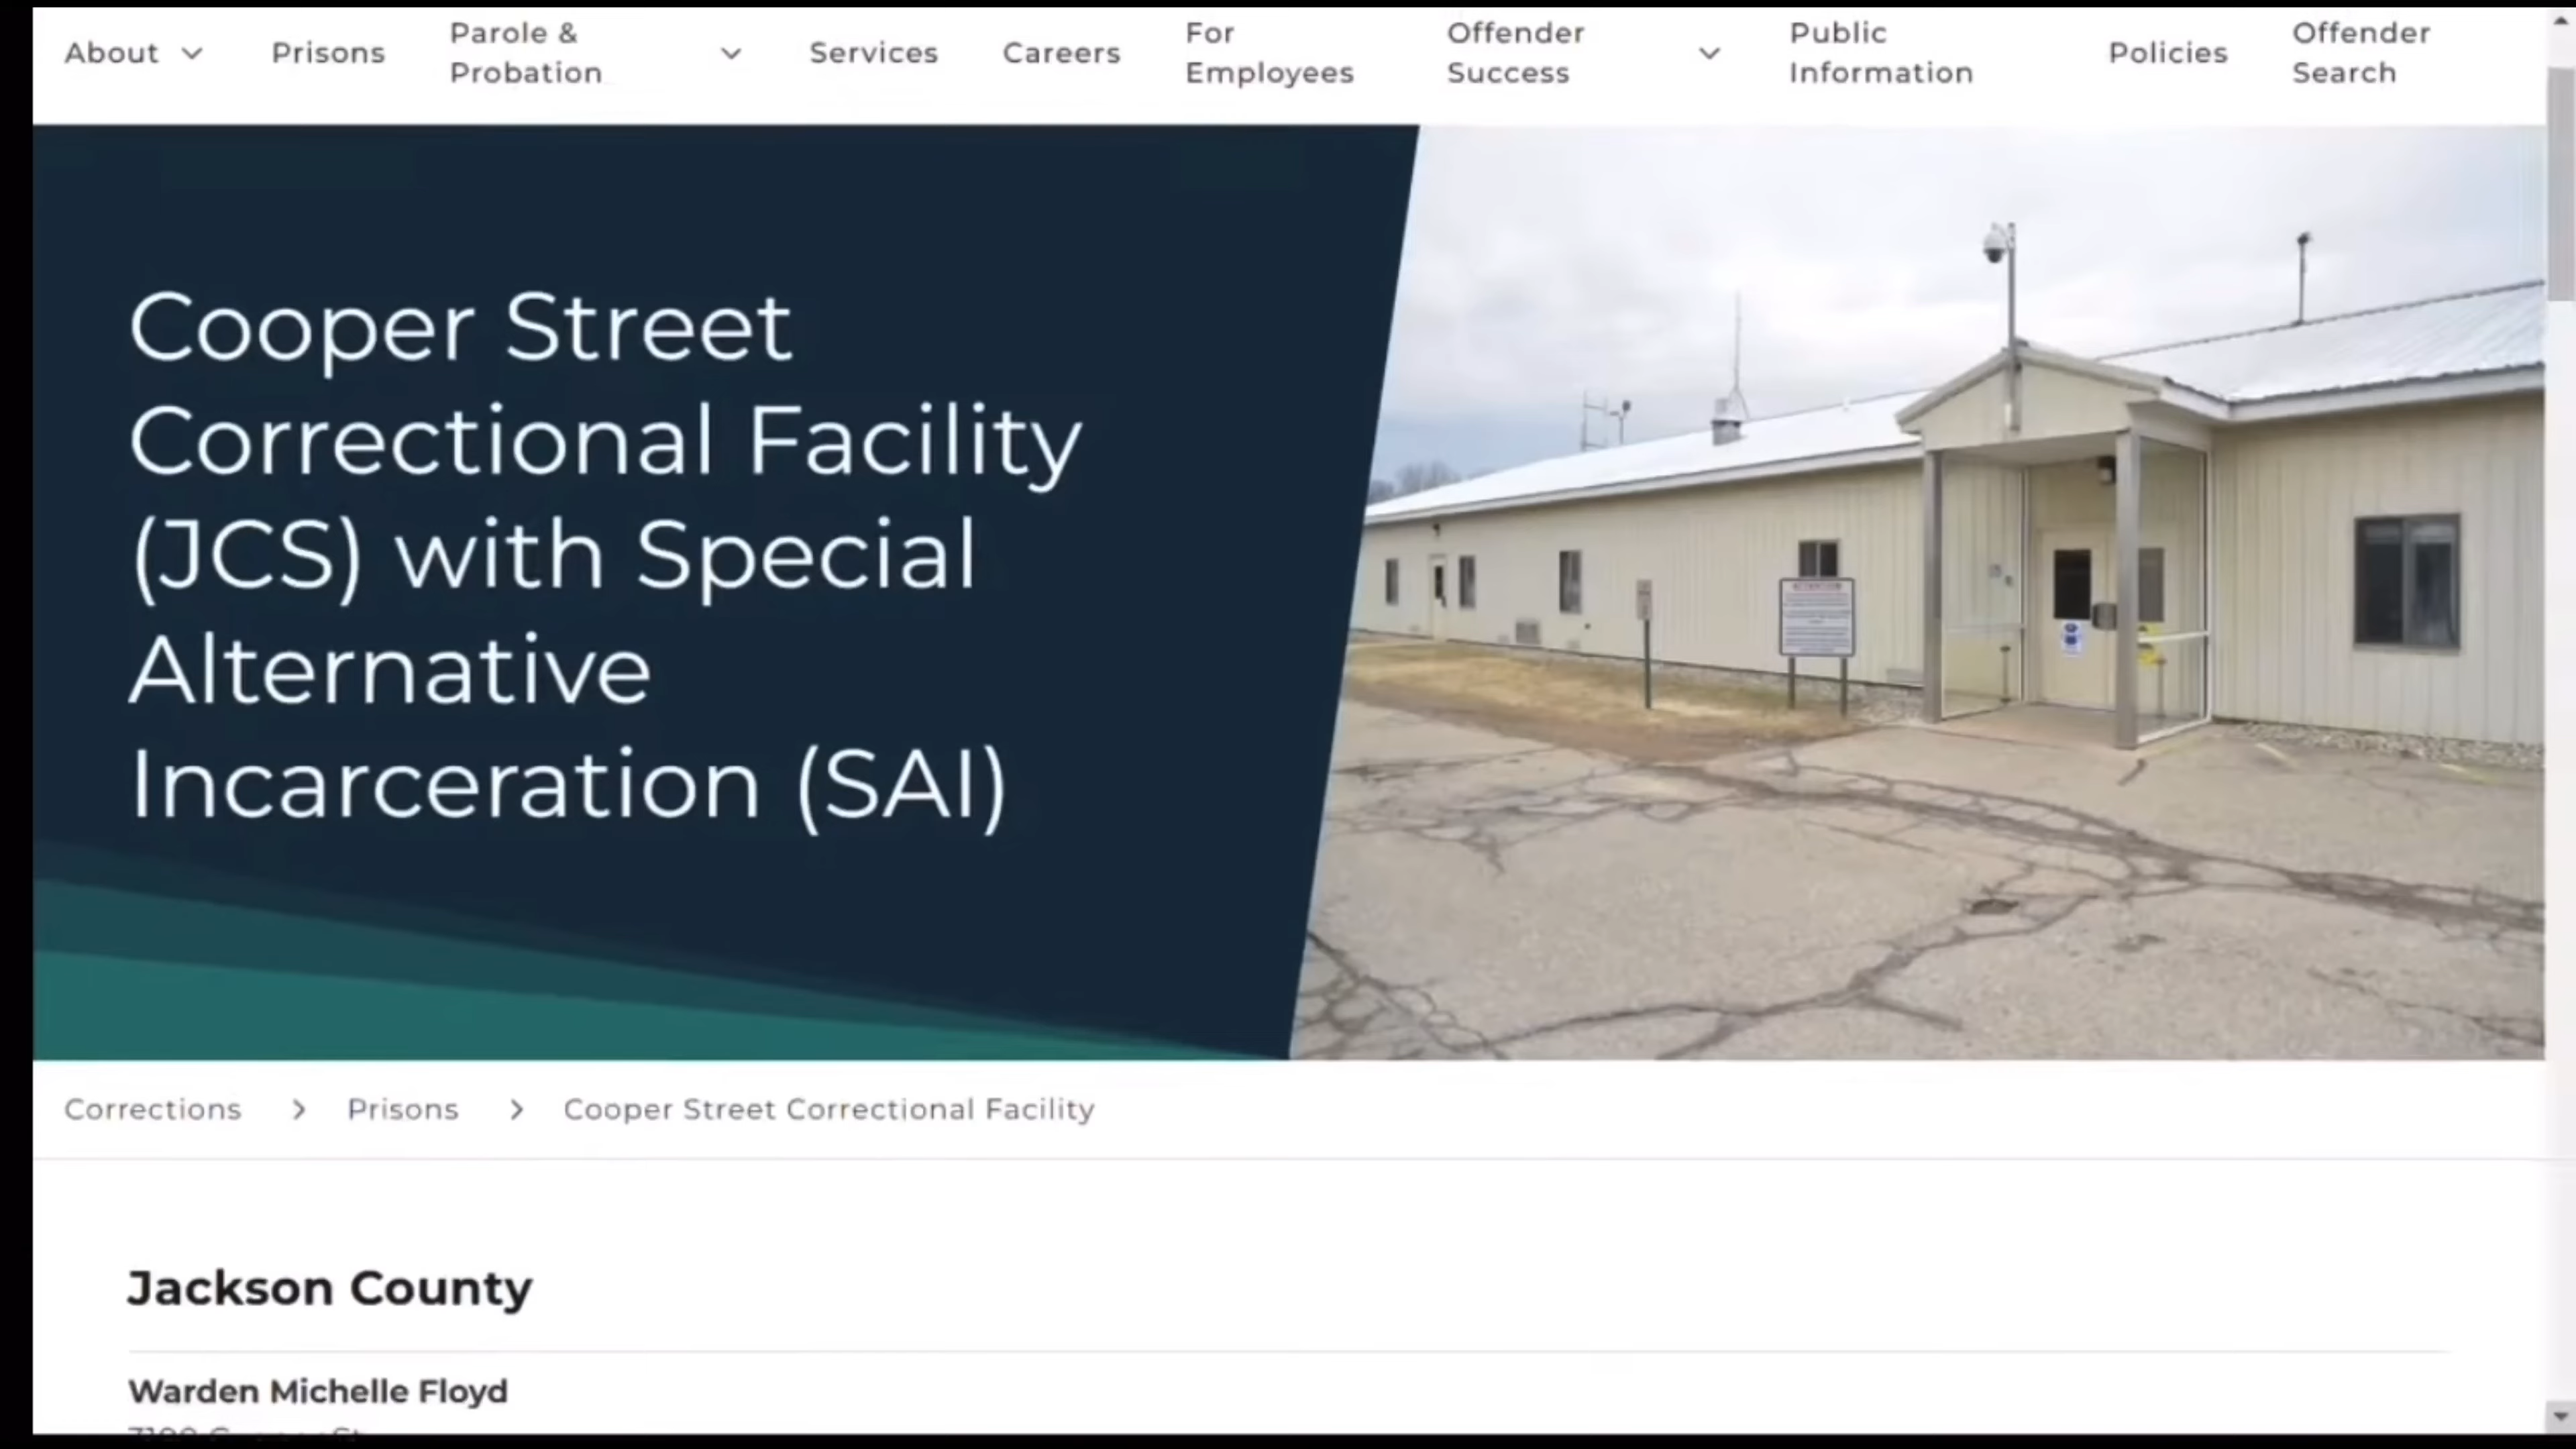 About
Prisons
Parole &
Probation
Services
Careers
For
Employees
Offender
Success
Public
Information
Policies
Offender
Search
Cooper Street
Correctional Facility
(JCS) with Special
Alternative
Incarceration (SAI)
Corrections > Prisons > Cooper Street Correctional Facility
Jackson County
Warden Michelle Floyd